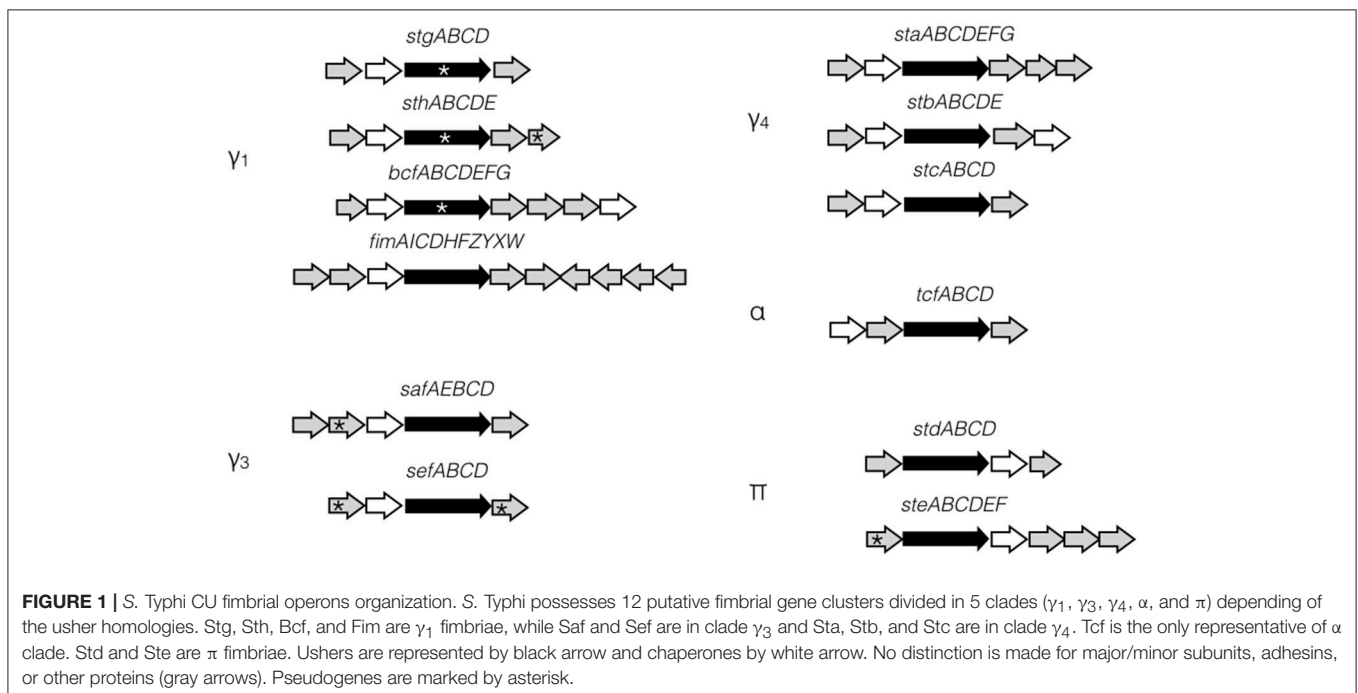 stgABCD
*
sthABCDE
* *
γ1
bcfABCDEFG
*
fimAICDHFZYXW
safAEBCD
*
γ3
sefABCD
* *
staABCDEFG
γ4
stbABCDE
stcABCD
tcfABCD
α
stdABCD
π
steABCDEF
*
FIGURE 1 | S. Typhi CU fimbrial operons organization. S. Typhi possesses 12 putative fimbrial gene clusters divided in 5 clades (γ1, γ3, γ4, α, and π) depending of
the usher homologies. Stg, Sth, Bcf, and Fim are γ1 fimbriae, while Saf and Sef are in clade γ3 and Sta, Stb, and Stc are in clade γ4. Tcf is the only representative of α
clade. Std and Ste are π fimbriae. Ushers are represented by black arrow and chaperones by white arrow. No distinction is made for major/minor subunits, adhesins,
or other proteins (gray arrows). Pseudogenes are marked by asterisk.